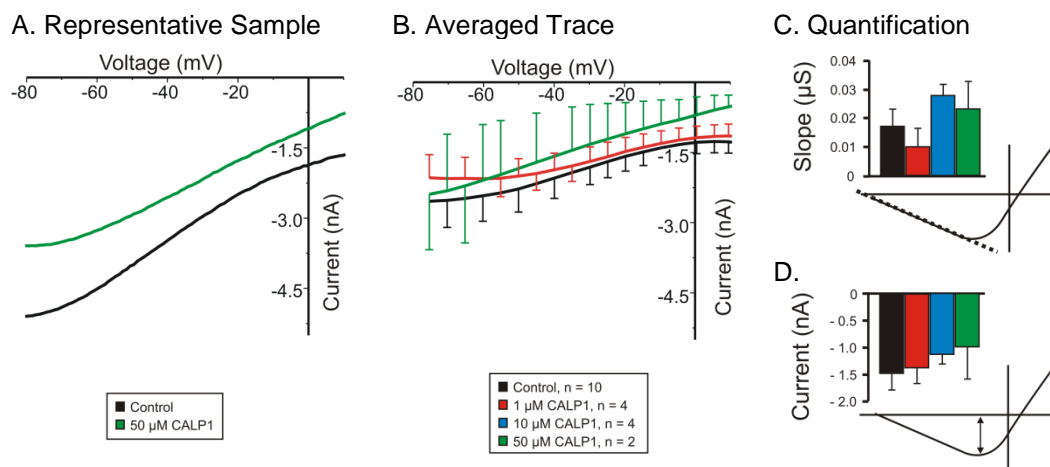 A. Representative Sample
Voltage (mV)
-80 -60 -40 -20
-1.5
-3.0
-4.5
Current (nA)
Control
50 µM CALP1
B. Averaged Trace
Voltage (mV)
-80 -60 -40 -20
-1.5
-3.0
-4.5
Current (nA)
Control, n = 10
1 µM CALP1, n = 4
10 µM CALP1, n = 4
50 µM CALP1, n = 2
C. Quantification
Slope (µS)
0.04
0.03
0.02
0.01
0
D.
Current (nA)
0
- 0.5
- 1.0
- 1.5
- 2.0